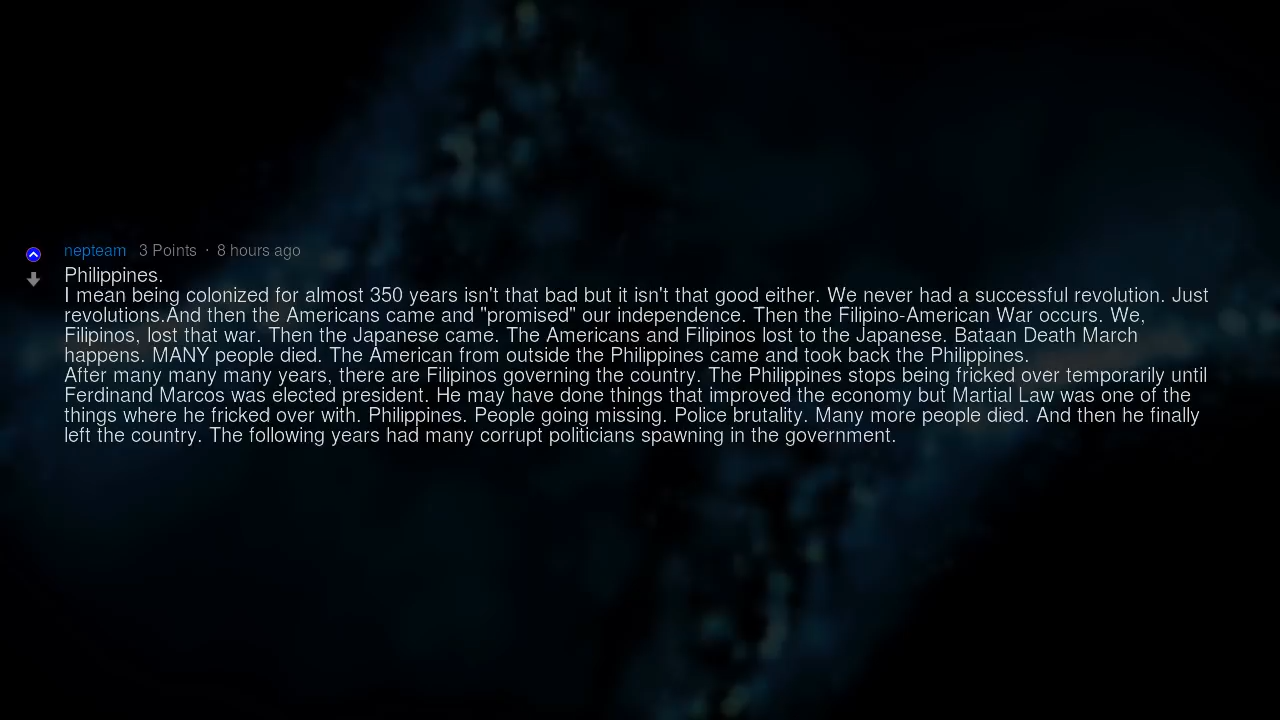 nepteam 3 Points · 8 hours ago
Philippines.
I mean being colonized for almost 350 years isn't that bad but it isn't that good either. We never had a successful revolution. Just
revolutions.And then the Americans came and "promised" our independence. Then the Filipino-American War occurs. We,
Filipinos, lost that war. Then the Japanese came. The Americans and Filipinos lost to the Japanese. Bataan Death March
happens. MANY people died. The American from outside the Philippines came and took back the Philippines.
After many many many years, there are Filipinos governing the country. The Philippines stops being fricked over temporarily until
Ferdinand Marcos was elected president. He may have done things that improved the economy but Martial Law was one of the
things where he fricked over with. Philippines. People going missing. Police brutality. Many more people died. And then he finally
left the country. The following years had many corrupt politicians spawning in the government.